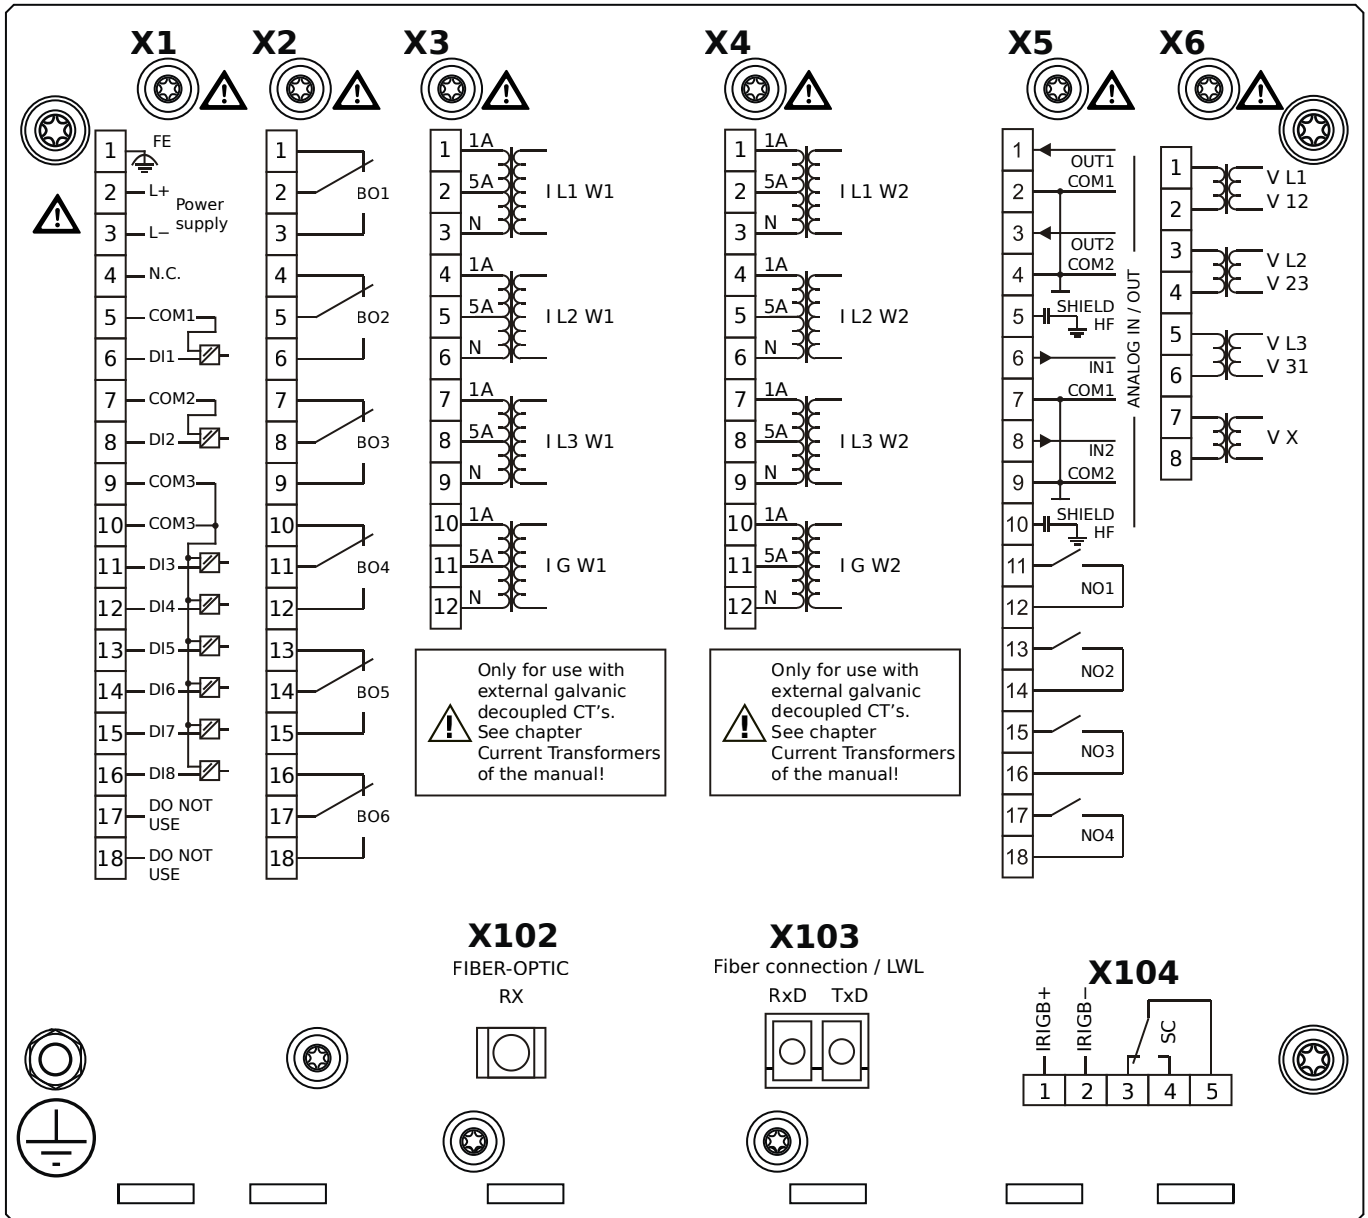 X1
X2
X3
X4
X5
X6
1 FE
2 L+
Power
supply
3 L−
4 N.C.
5 COM1
6 DI1
7 COM2
8 DI2
9 COM3
10 COM3
11 DI3
12 DI4
13 DI5
14 DI6
15 DI7
16 DI8
17 DO NOT
USE
18 DO NOT
USE
1
2 BO1
3
4
5 BO2
6
7
8 BO3
9
10
11 BO4
12
13
14 BO5
15
16
17 BO6
18
1 1A
2 5A I L1 W1
3 N
4 1A
5 5A I L2 W1
6 N
7 1A
8 5A I L3 W1
9 N
10 1A
11 5A I G W1
12 N
Only for use with
external galvanic
decoupled CT's.
See chapter
Current Transformers
of the manual!
1 1A
2 5A I L1 W2
3 N
4 1A
5 5A I L2 W2
6 N
7 1A
8 5A I L3 W2
9 N
10 1A
11 5A I G W2
12 N
Only for use with
external galvanic
decoupled CT's.
See chapter
Current Transformers
of the manual!
1 OUT1
2 COM1
3 OUT2
4 COM2
5 SHIELD
HF
6 IN1
7 COM1
8 IN2
9 COM2
10 SHIELD
HF
ANALOG IN / OUT
11
NO1
12
13
NO2
14
15
NO3
16
17
NO4
18
1 V L1
2 V 12
3 V L2
4 V 23
5 V L3
6 V 31
7
V X
8
X102
FIBER-OPTIC
RX
X103
Fiber connection / LWL
RxD TxD
X104
IRIGB+
IRIGB−
SC
1 2 3 4 5